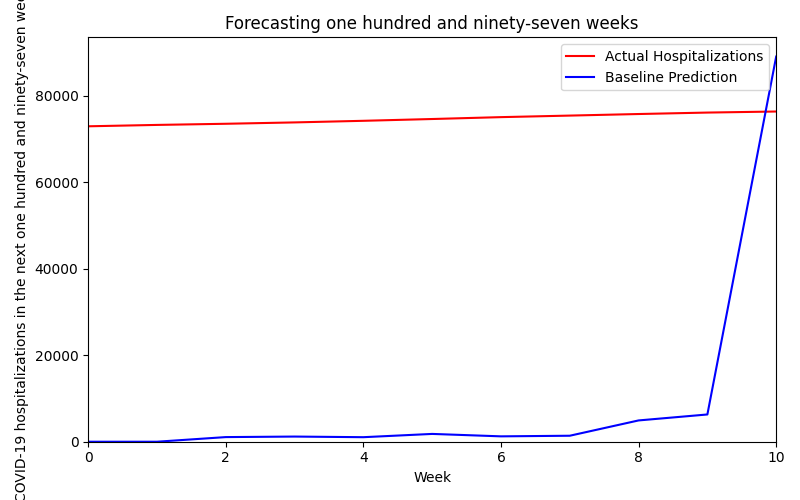 Forecasting one hundred and ninety-seven weeks
COVID-19 hospitalizations in the next one hundred and ninety-seven
Actual Hospitalizations
Baseline Prediction
80000
60000
40000
20000
0
0 2 4 6 8 10
Week